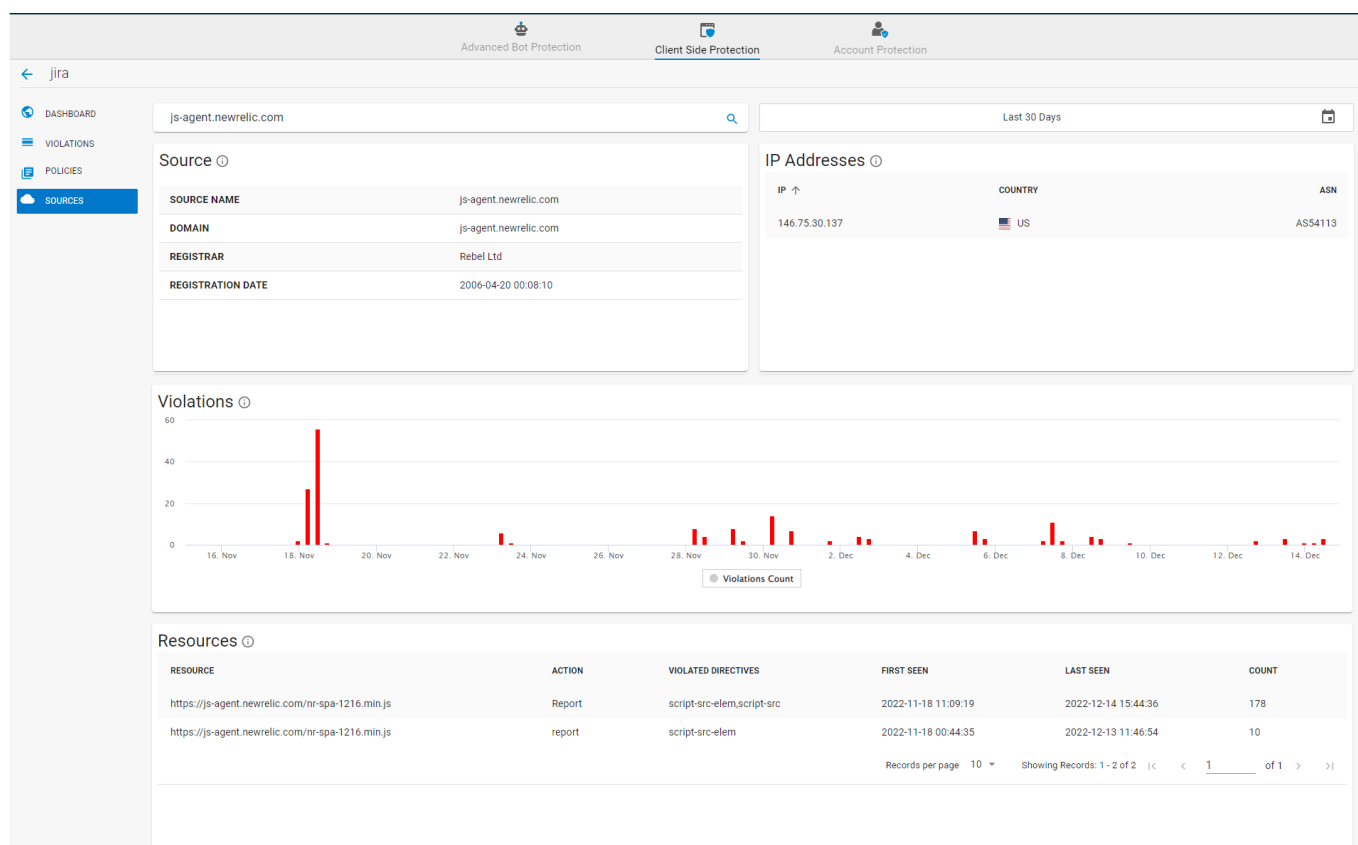 Advanced Bot Protection Client Side Protection Account Protection
jira
DASHBOARD
VIOLATIONS
POLICIES
SOURCES
js-agent.newrelic.com
Last 30 Days
Source
SOURCE NAME js-agent.newrelic.com
DOMAIN js-agent.newrelic.com
REGISTRAR Rebel Ltd
REGISTRATION DATE 2006-04-20 00:08:10
IP Addresses
IP COUNTRY ASN
146.75.30.137 US AS54113
Violations
60
40
20
0
16. Nov 18. Nov 20. Nov 22. Nov 24. Nov 26. Nov 28. Nov 30. Nov 2. Dec 4. Dec 6. Dec 8. Dec 10. Dec 12. Dec 14. Dec
Violations Count
Resources
RESOURCE ACTION VIOLATED DIRECTIVES FIRST SEEN LAST SEEN COUNT
https://js-agent.newrelic.com/nr-spa-1216.min.js Report script-src-elem,script-src 2022-11-18 11:09:19 2022-12-14 15:44:36 178
https://js-agent.newrelic.com/nr-spa-1216.min.js report script-src-elem 2022-11-18 00:44:35 2022-12-13 11:46:54 10
Records per page 10 Showing Records: 1 - 2 of 2 |< < 1 of 1 > >|